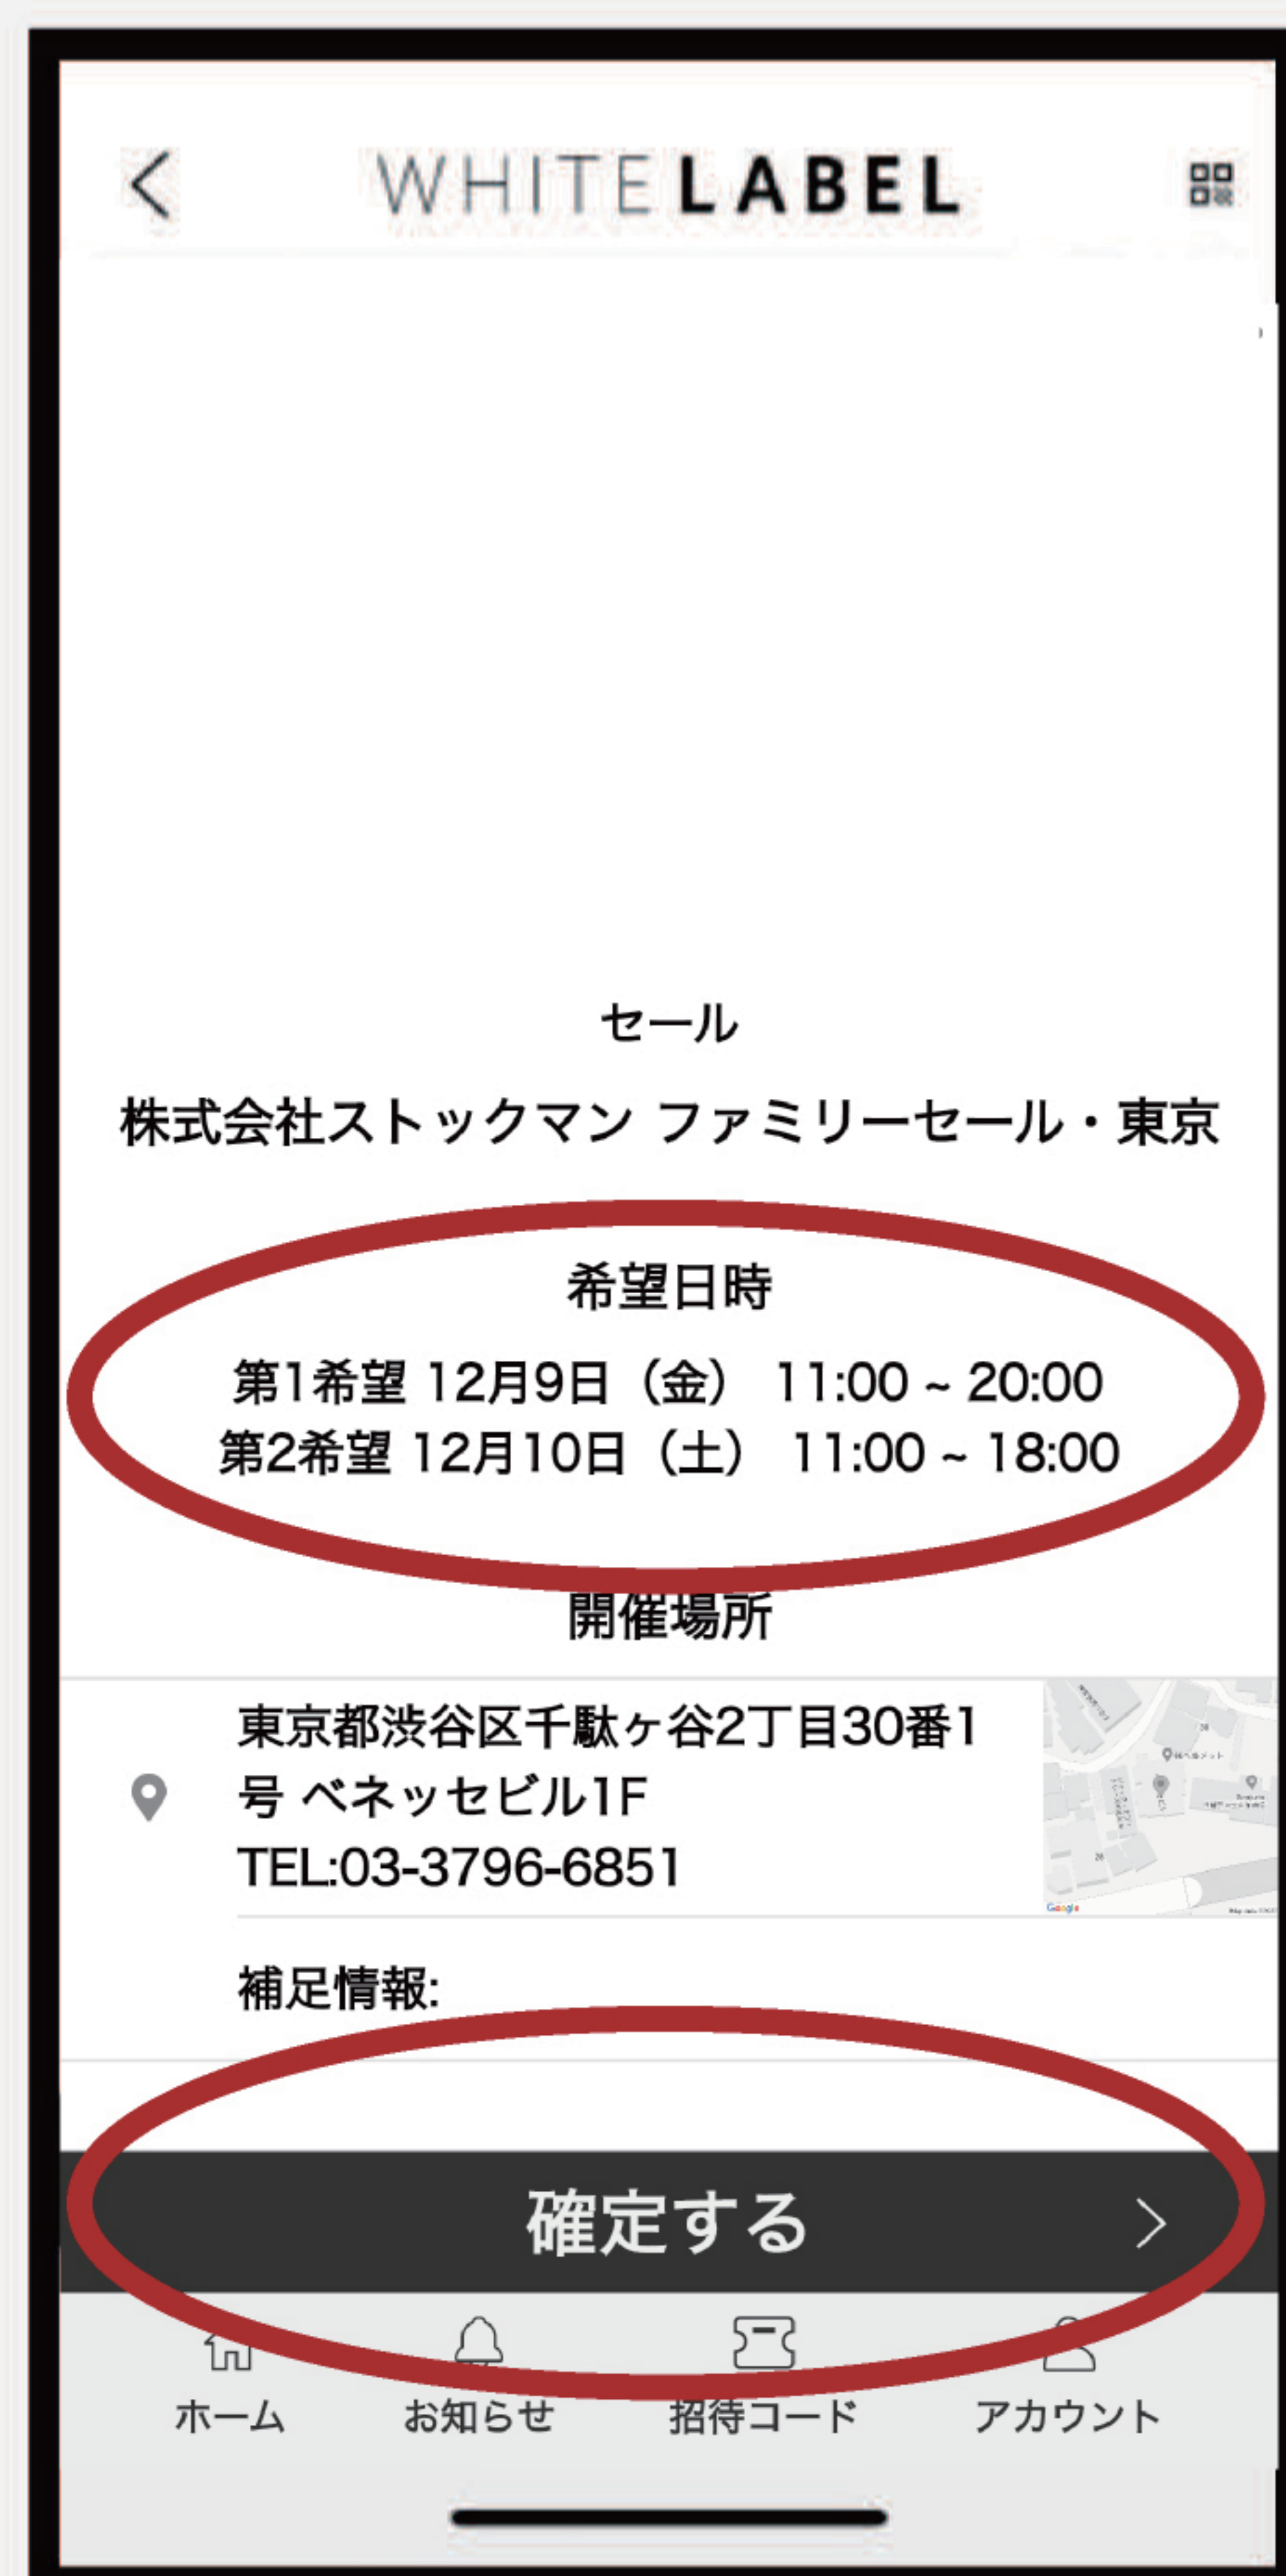 WHITE LABEL
セール
株式会社ストックマン ファミリーセール・東京
希望日時
第1希望 12月9日（金） 11:00 ~ 20:00
第2希望 12月10日（土） 11:00 ~ 18:00
開催場所
東京都渋谷区千駄ヶ谷2丁目30番1
号 ベネッセビル1F
TEL:03-3796-6851
38
28
Google
補足情報:
確定する
ホーム
お知らせ
招待コード
アカウント